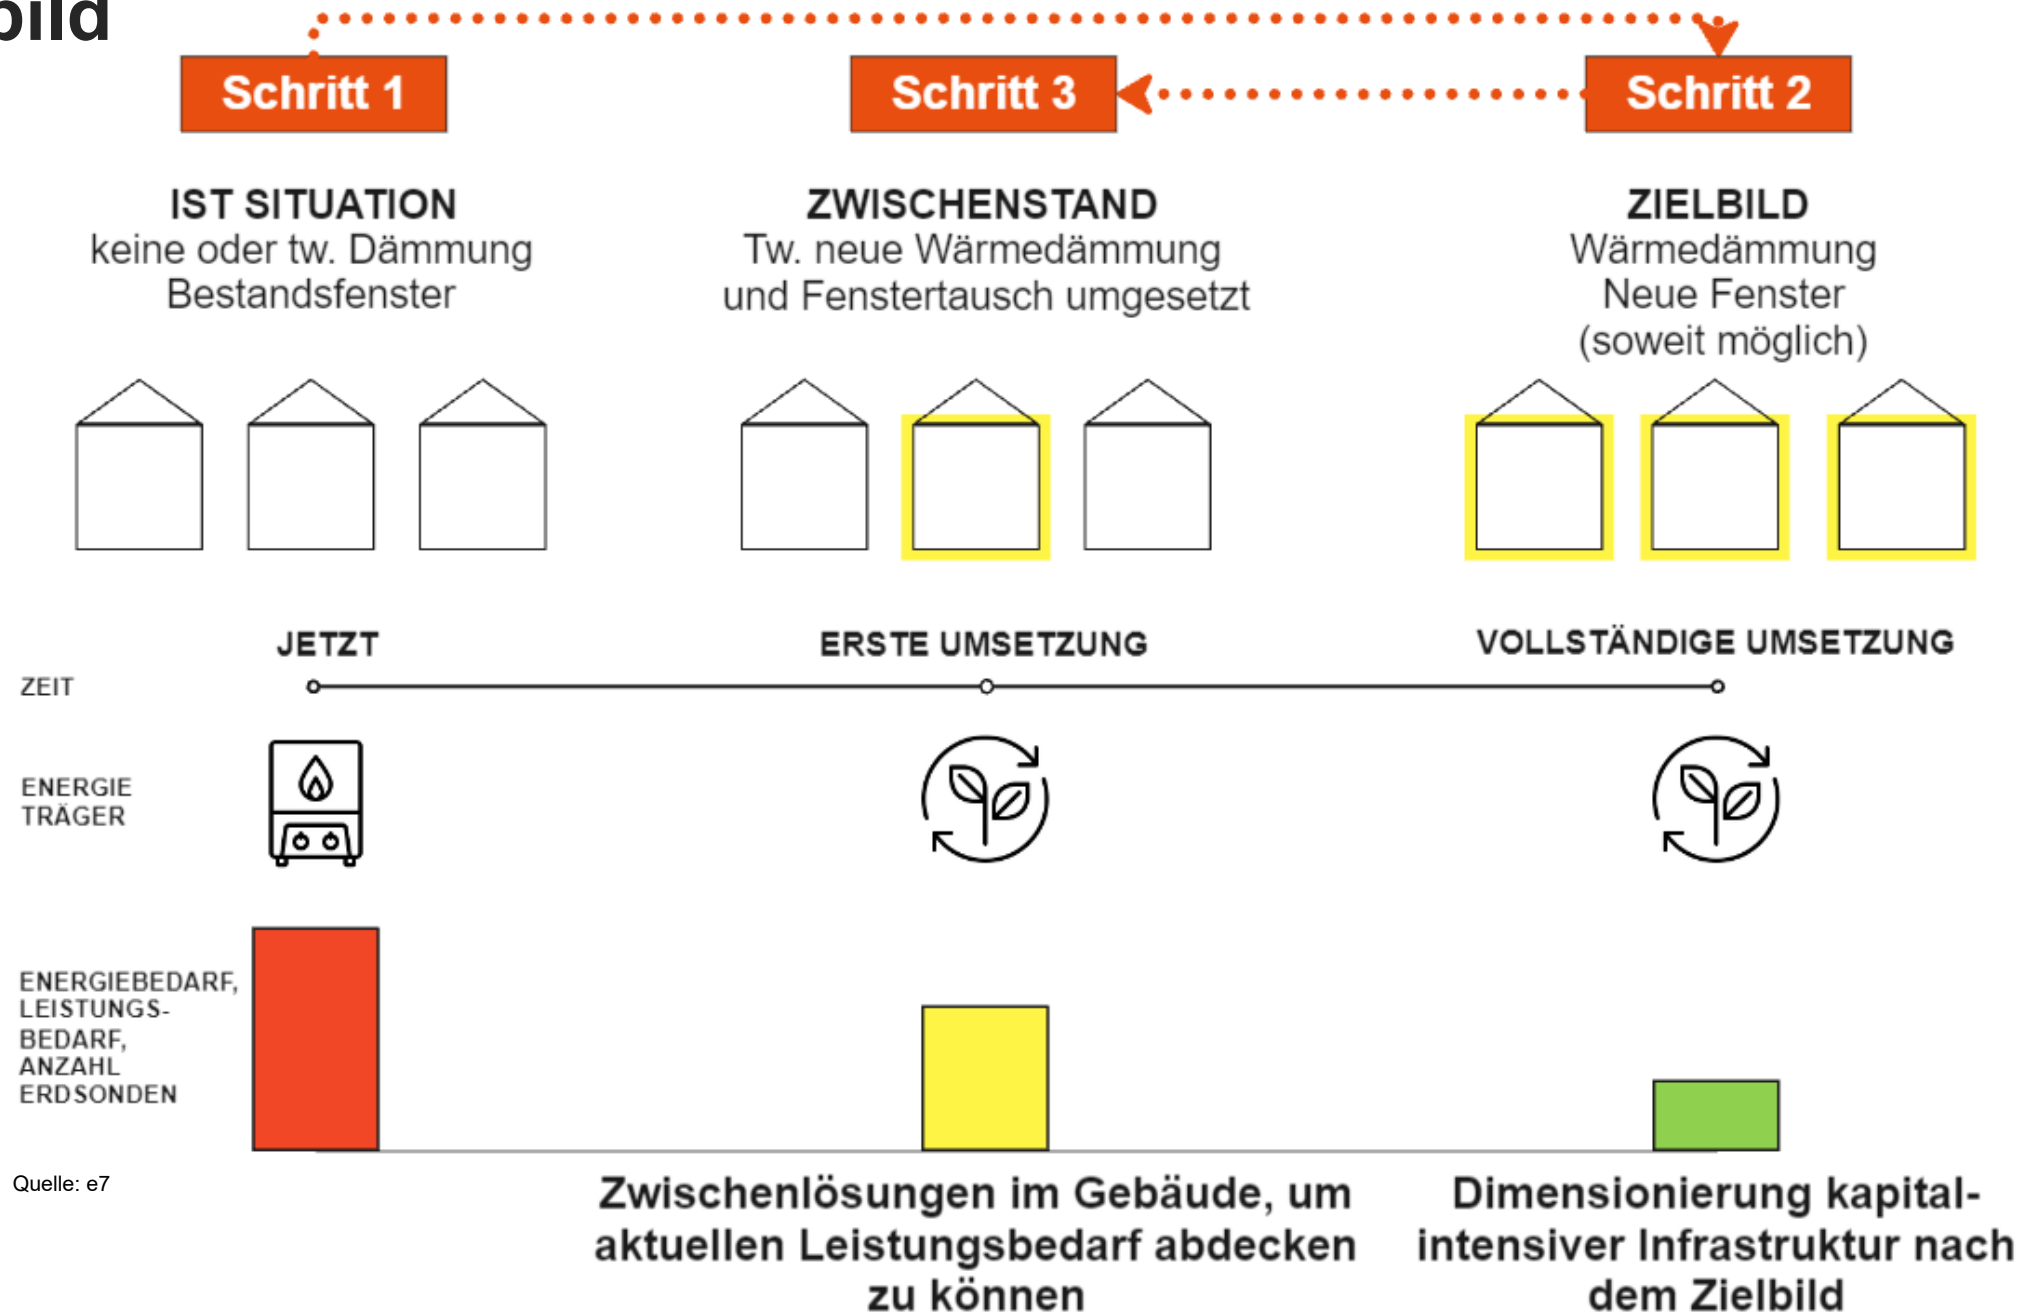 Schritt 1
Schritt 3
Schritt 2
IST SITUATION
keine oder tw. Dämmung
Bestandsfenster
ZWISCHENSTAND
Tw. neue Wärmedämmung
und Fenstertausch umgesetzt
ZIELBILD
Wärmedämmung
Neue Fenster
(soweit möglich)
JETZT
ERSTE UMSETZUNG
VOLLSTÄNDIGE UMSETZUNG
ZEIT
ENERGIE
TRÄGER
ENERGIEBEDARF,
LEISTUNGS-
BEDARF,
ANZAHL
ERDSONDEN
Quelle: e7
Zwischenlösungen im Gebäude, um
aktuellen Leistungsbedarf abdecken
zu können
Dimensionierung kapital-
intensiver Infrastruktur nach
dem Zielbild